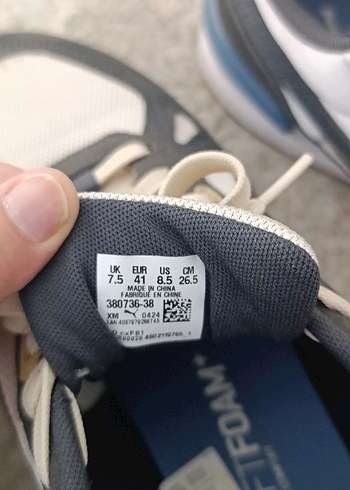 UK EUR US CM
7.5 41 8.5 26.5
MADE IN CHINA
FABRIQUÉ EN CHINE
380736-38
XM 0424
FTFOAM+